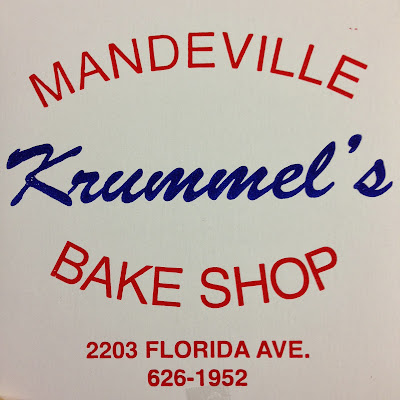 MANDEVILLE
Krummel's
BAKE SHOP
2203 FLORIDA AVE.
626-1952